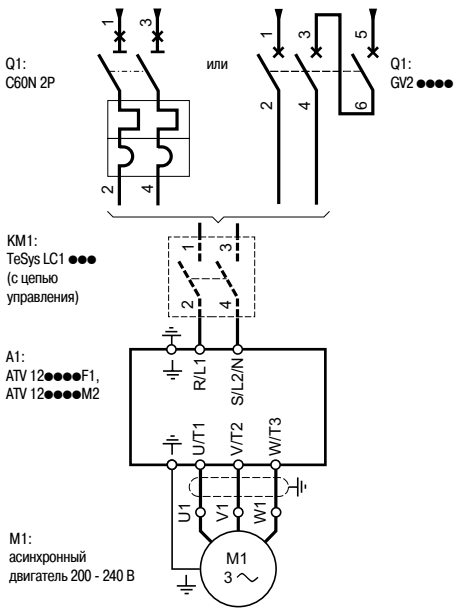 1
3
1
3
5
Q1:
C60N 2P
или
Q1:
GV2 ●●●●
2
4
6
2
4
KM1:
TeSys LC1 ●●●
(с цепью
управления)
1
3
2
4
A1:
ATV 12●●●●F1,
ATV 12●●●●M2
R/L1
S/L2/N
U/T1
V/T2
W/T3
U1
V1
W1
M1:
асинхронный
двигатель 200 - 240 В
M1
3 ~